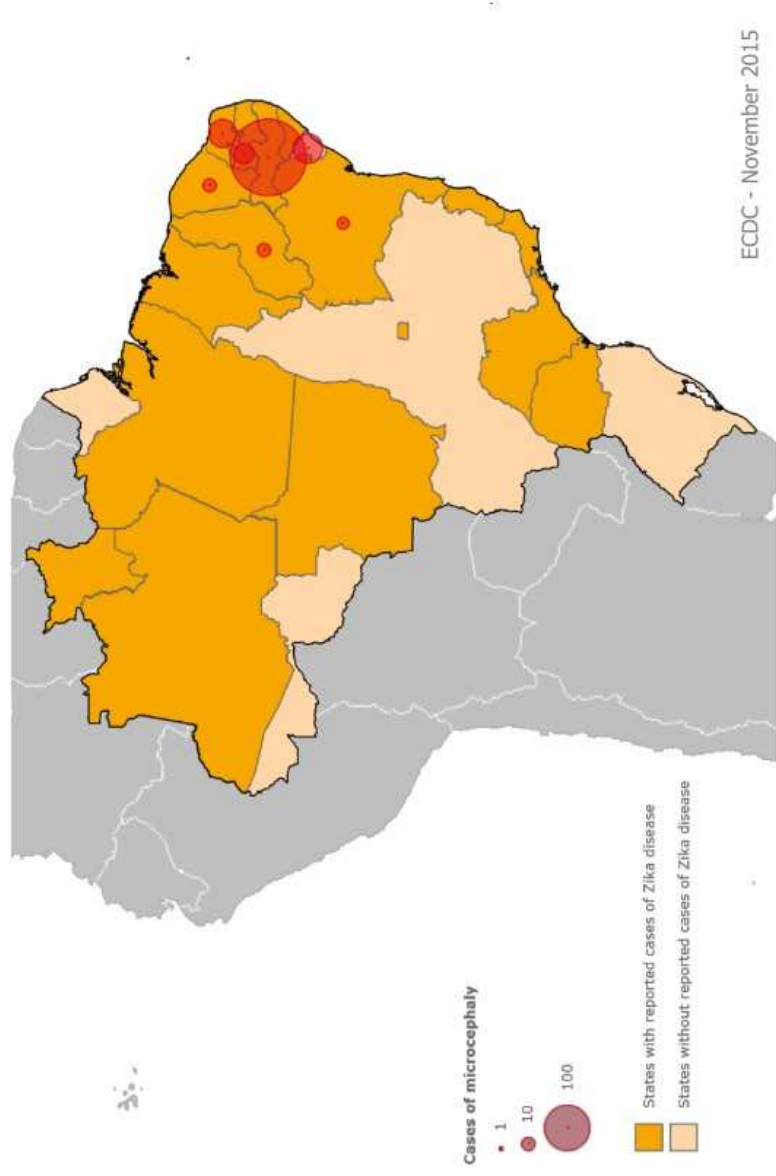 Cases of microcephaly
1
10
100
States with reported cases of Zika disease
States without reported cases of Zika disease
ECDC - November 2015